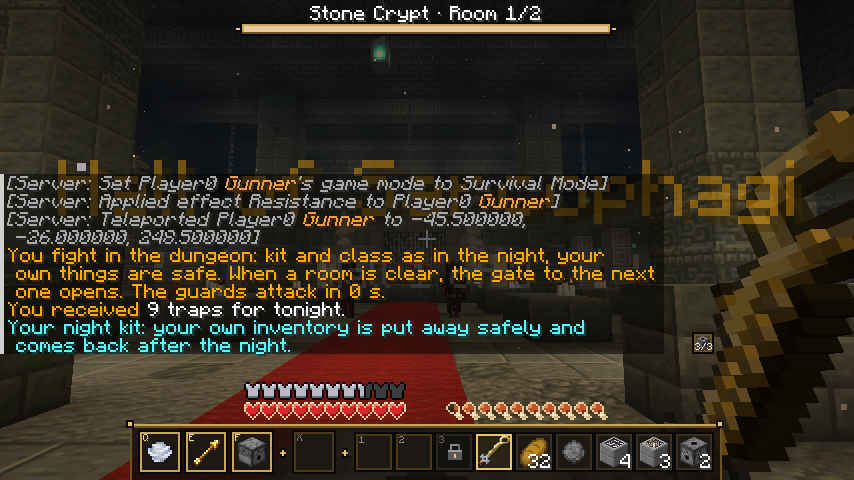 Stone Crypt · Room 1/2
[Server: Set Player0 Gunner's game mode to Survival Mode]
[Server: Applied effect Resistance to Player0 Gunner]
[Server: Teleported Player0 Gunner to -45.500000,
-26.000000, 248.500000]
You fight in the dungeon: kit and class as in the night, your
own things are safe. When a room is clear, the gate to the next
one opens. The guards attack in 0 s.
You received 9 traps for tonight.
Your night kit: your own inventory is put away safely and
comes back after the night.
3/3
Q E F X 1 2 3 32 4 3 2